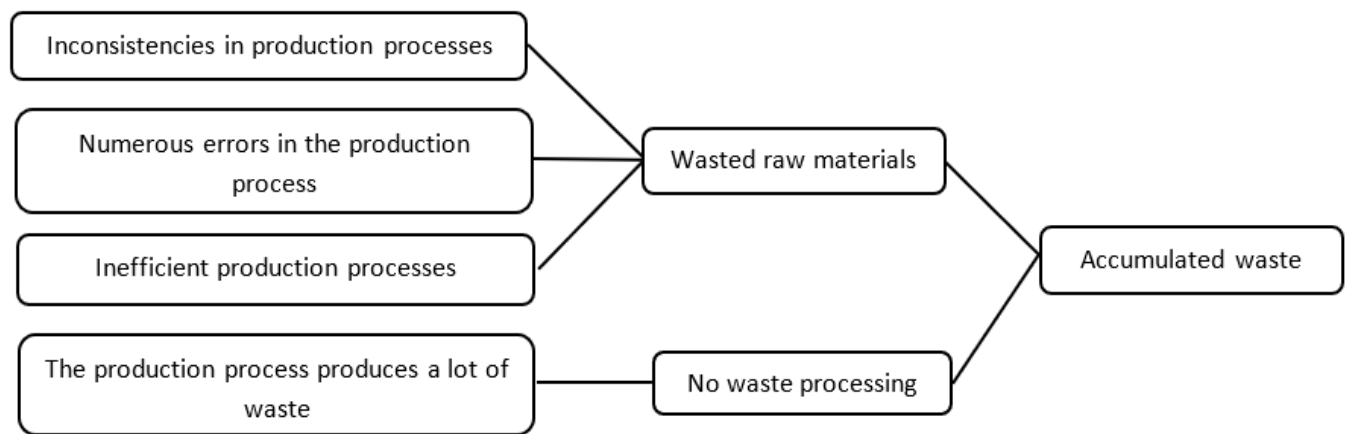 Inconsistencies in production processes
Numerous errors in the production
process
Inefficient production processes
The production process produces a lot of
waste
Wasted raw materials
No waste processing
Accumulated waste